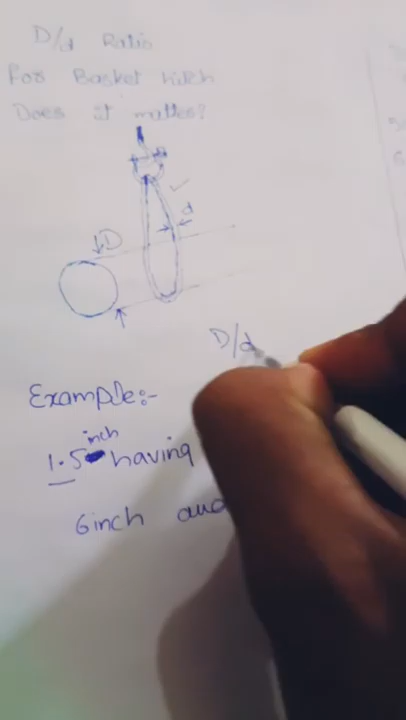 D/d Ratio
For Basket Hitch
Does it matter?
D
d
D/d
Example:-
inch
1.5 having
6inch and